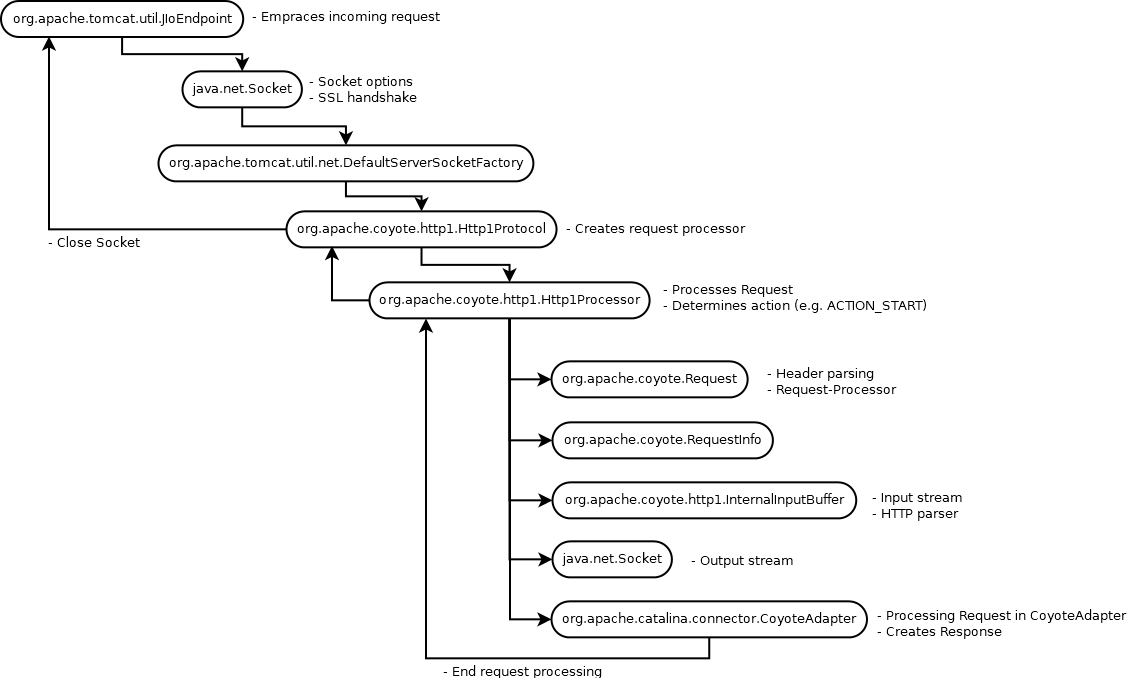 org.apache.tomcat.util.JIoEndpoint
- Empraces incoming request
java.net.Socket
- Socket options
- SSL handshake
org.apache.tomcat.util.net.DefaultServerSocketFactory
org.apache.coyote.http1.Http1Protocol
- Creates request processor
- Close Socket
org.apache.coyote.http1.Http1Processor
- Processes Request
- Determines action (e.g. ACTION_START)
org.apache.coyote.Request
- Header parsing
- Request-Processor
org.apache.coyote.RequestInfo
org.apache.coyote.http1.InternalInputBuffer
- Input stream
- HTTP parser
java.net.Socket
- Output stream
org.apache.catalina.connector.CoyoteAdapter
- Processing Request in CoyoteAdapter
- Creates Response
- End request processing